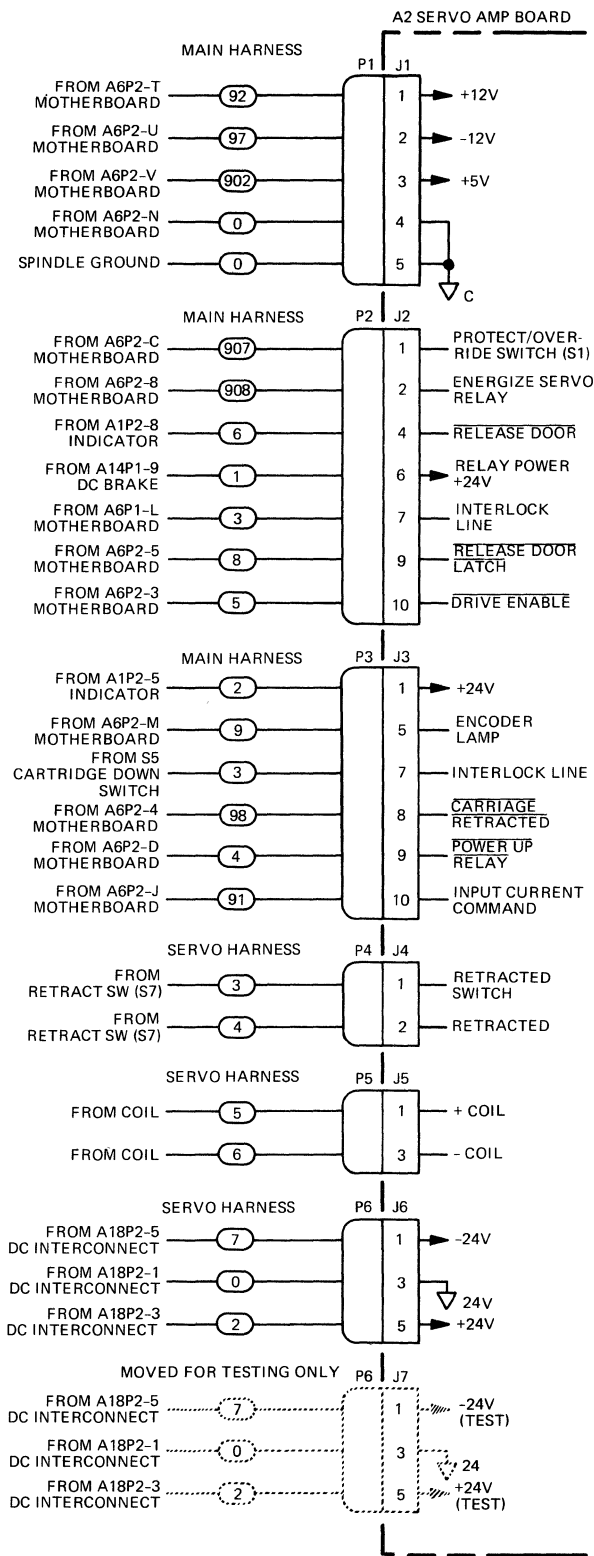 A2 SERVO AMP BOARD
MAIN HARNESS
P1 J1
FROM A6P2-T
MOTHERBOARD
92
1
+12V
FROM A6P2-U
MOTHERBOARD
97
2
-12V
FROM A6P2-V
MOTHERBOARD
902
3
+5V
FROM A6P2-N
MOTHERBOARD
0
4
SPINDLE GROUND
0
5
C
MAIN HARNESS
P2 J2
FROM A6P2-C
MOTHERBOARD
907
1
PROTECT/OVER-
RIDE SWITCH (S1)
FROM A6P2-8
MOTHERBOARD
908
2
ENERGIZE SERVO
RELAY
FROM A1P2-8
INDICATOR
6
4
RELEASE DOOR
FROM A14P1-9
DC BRAKE
1
6
RELAY POWER
+24V
FROM A6P1-L
MOTHERBOARD
3
7
INTERLOCK
LINE
FROM A6P2-5
MOTHERBOARD
8
9
RELEASE DOOR
LATCH
FROM A6P2-3
MOTHERBOARD
5
10
DRIVE ENABLE
MAIN HARNESS
P3 J3
FROM A1P2-5
INDICATOR
2
1
+24V
FROM A6P2-M
MOTHERBOARD
9
5
ENCODER
LAMP
FROM S5
CARTRIDGE DOWN
SWITCH
3
7
INTERLOCK LINE
FROM A6P2-4
MOTHERBOARD
98
8
CARRIAGE
RETRACTED
FROM A6P2-D
MOTHERBOARD
4
9
POWER UP
RELAY
FROM A6P2-J
MOTHERBOARD
91
10
INPUT CURRENT
COMMAND
SERVO HARNESS
P4 J4
FROM
RETRACT SW (S7)
3
1
RETRACTED
SWITCH
FROM
RETRACT SW (S7)
4
2
RETRACTED
SERVO HARNESS
P5 J5
FROM COIL
5
1
+ COIL
FROM COIL
6
3
- COIL
SERVO HARNESS
P6 J6
FROM A18P2-5
DC INTERCONNECT
7
1
-24V
FROM A18P2-1
DC INTERCONNECT
0
3
24V
FROM A18P2-3
DC INTERCONNECT
2
5
+24V
MOVED FOR TESTING ONLY
P6 J7
FROM A18P2-5
DC INTERCONNECT
7
1
-24V
(TEST)
FROM A18P2-1
DC INTERCONNECT
0
3
24
FROM A18P2-3
DC INTERCONNECT
2
5
+24V
(TEST)